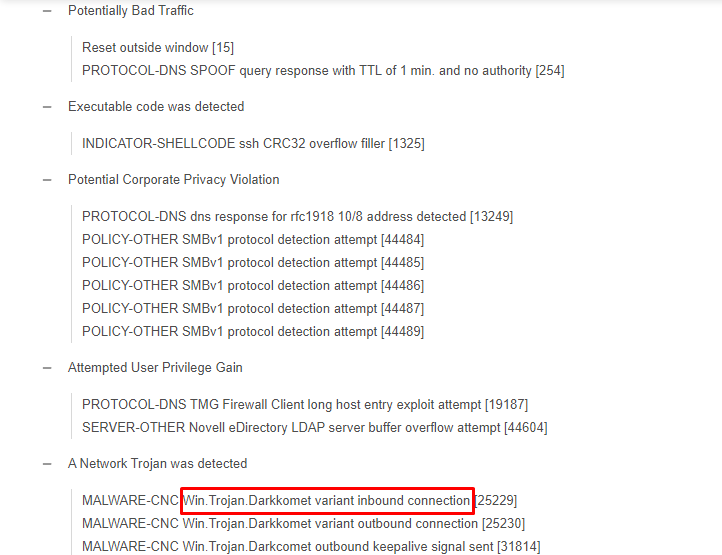 Potentially Bad Traffic
Reset outside window [15]
PROTOCOL-DNS SPOOF query response with TTL of 1 min. and no authority [254]
Executable code was detected
INDICATOR-SHELLCODE ssh CRC32 overflow filler [1325]
Potential Corporate Privacy Violation
PROTOCOL-DNS dns response for rfc1918 10/8 address detected [13249]
POLICY-OTHER SMBv1 protocol detection attempt [44484]
POLICY-OTHER SMBv1 protocol detection attempt [44485]
POLICY-OTHER SMBv1 protocol detection attempt [44486]
POLICY-OTHER SMBv1 protocol detection attempt [44487]
POLICY-OTHER SMBv1 protocol detection attempt [44489]
Attempted User Privilege Gain
PROTOCOL-DNS TMG Firewall Client long host entry exploit attempt [19187]
SERVER-OTHER Novell eDirectory LDAP server buffer overflow attempt [44604]
A Network Trojan was detected
MALWARE-CNC Win.Trojan.Darkkomet variant inbound connection [25229]
MALWARE-CNC Win.Trojan.Darkkomet variant outbound connection [25230]
MALWARE-CNC Win.Trojan.Darkcomet outbound keepalive signal sent [31814]